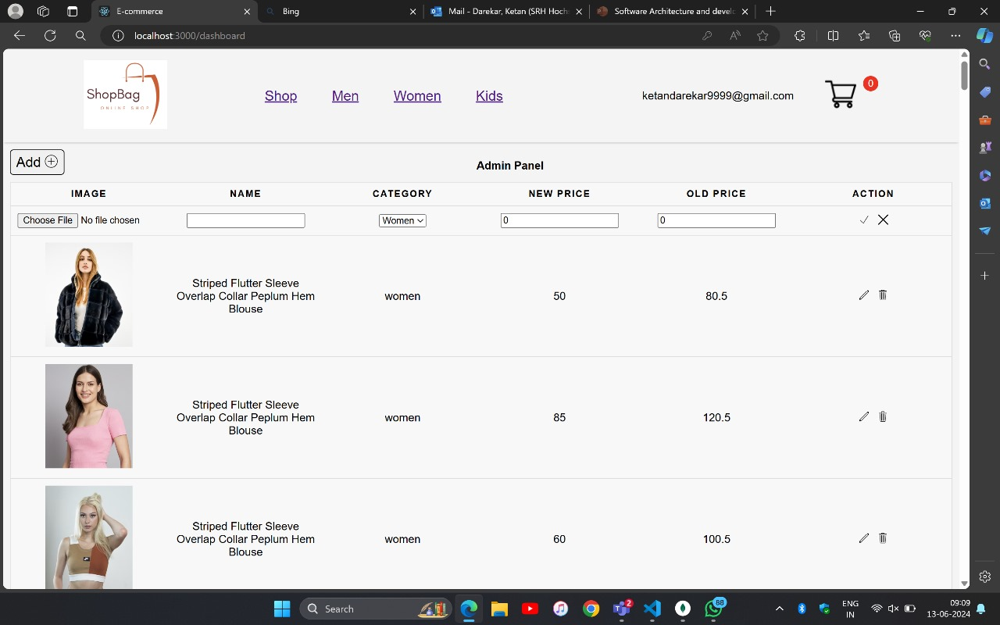 E-commerce
Bing
Mail - Darekar, Ketan (SRH Hoch
Software Architecture and devel
localhost:3000/dashboard
ShopBag
ONLINE SHOP
Shop
Men
Women
Kids
ketandarekar9999@gmail.com
0
Add
Admin Panel
IMAGE NAME CATEGORY NEW PRICE OLD PRICE ACTION
Choose File No file chosen Women 0 0
Striped Flutter Sleeve
Overlap Collar Peplum Hem
Blouse
women 50 80.5
Striped Flutter Sleeve
Overlap Collar Peplum Hem
Blouse
women 85 120.5
Striped Flutter Sleeve
Overlap Collar Peplum Hem
Blouse
women 60 100.5
Search
2
88
ENG
IN
09:09
13-06-2024